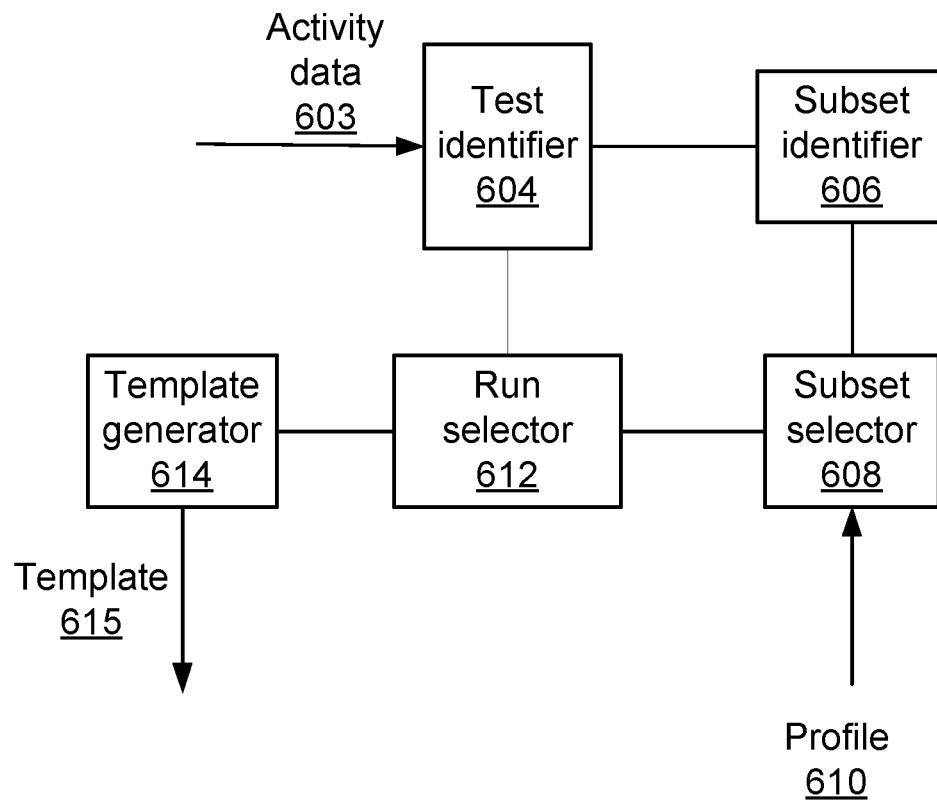 Activity
data
603
Test
identifier
604
Subset
identifier
606
Template
generator
614
Run
selector
612
Subset
selector
608
Template
615
Profile
610